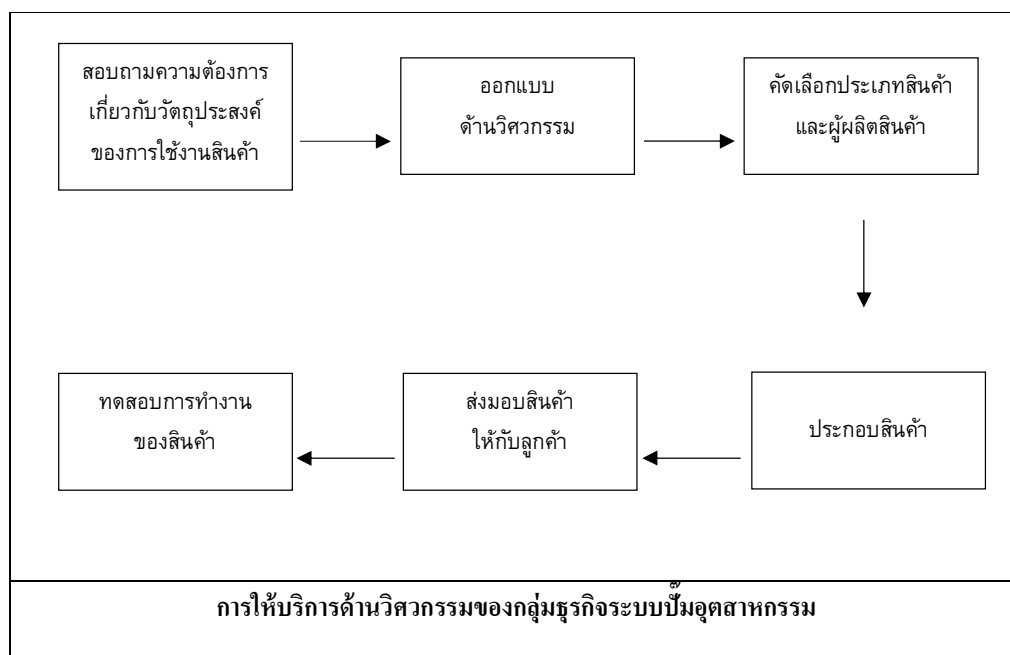 สอบถามความต้องการ
เกี่ยวกับวัตถุประสงค์
ของการใช้งานสินค้า
ออกแบบ
ด้านวิศวกรรม
คัดเลือกประเภทสินค้า
และผู้ผลิตสินค้า
ประกอบสินค้า
ส่งมอบสินค้า
ให้กับลูกค้า
ทดสอบการทำงาน
ของสินค้า
การให้บริการด้านวิศวกรรมของกลุ่มธุรกิจระบบปั๊มอุตสาหกรรม